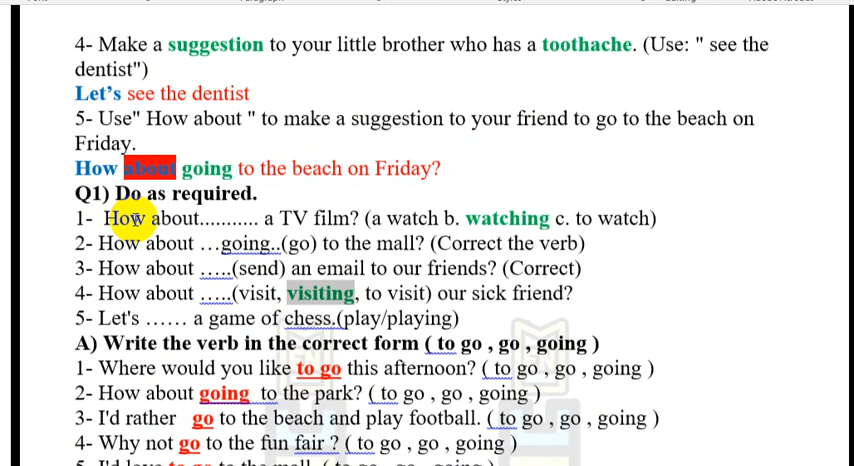 4- Make a suggestion to your little brother who has a toothache. (Use: " see the
dentist")
Let's see the dentist
5- Use" How about " to make a suggestion to your friend to go to the beach on
Friday.
How about going to the beach on Friday?
Q1) Do as required.
1- How about........... a TV film? (a watch b. watching c. to watch)
2- How about …going..(go) to the mall? (Correct the verb)
3- How about …..(send) an email to our friends? (Correct)
4- How about …..(visit, visiting, to visit) our sick friend?
5- Let's …… a game of chess.(play/playing)
A) Write the verb in the correct form ( to go , go , going )
1- Where would you like to go this afternoon? ( to go , go , going )
2- How about going to the park? ( to go , go , going )
3- I'd rather go to the beach and play football. ( to go , go , going )
4- Why not go to the fun fair ? ( to go , go , going )